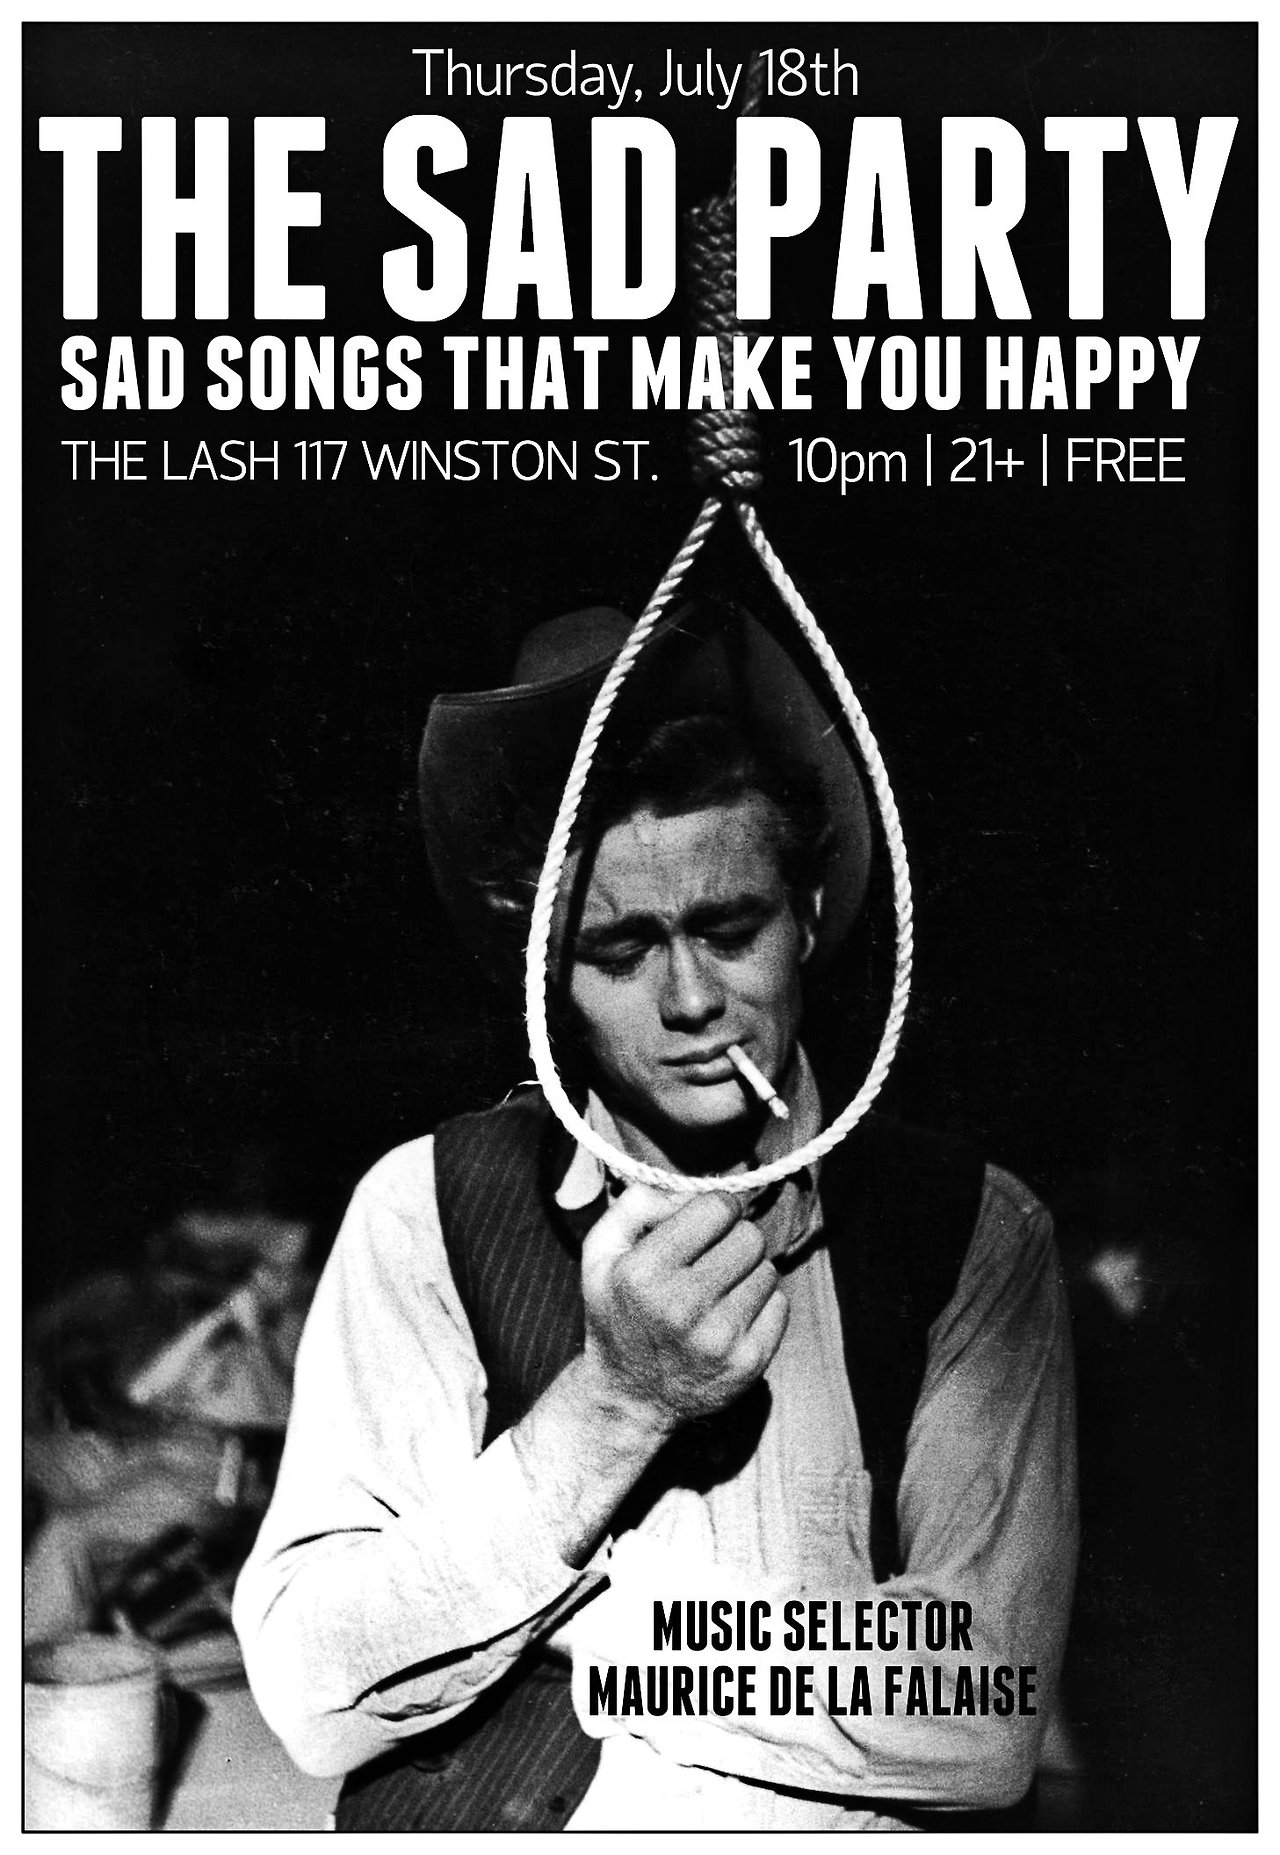 Thursday, July 18th
THE SAD PARTY
SAD SONGS THAT MAKE YOU HAPPY
THE LASH 117 WINSTON ST. 10pm | 21+ | FREE
MUSIC SELECTOR
MAURICE DE LA FALAISE